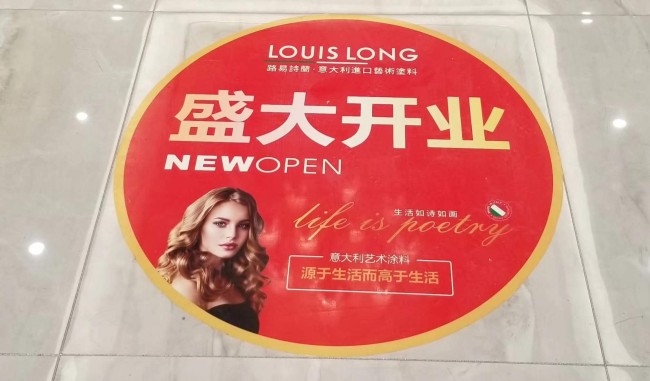 LOUIS LONG
路易詩蘭·意大利進口藝術塗料
盛大开业
NEWOPEN
生活如诗如画
life is poetry
意大利艺术涂料
源于生活而高于生活